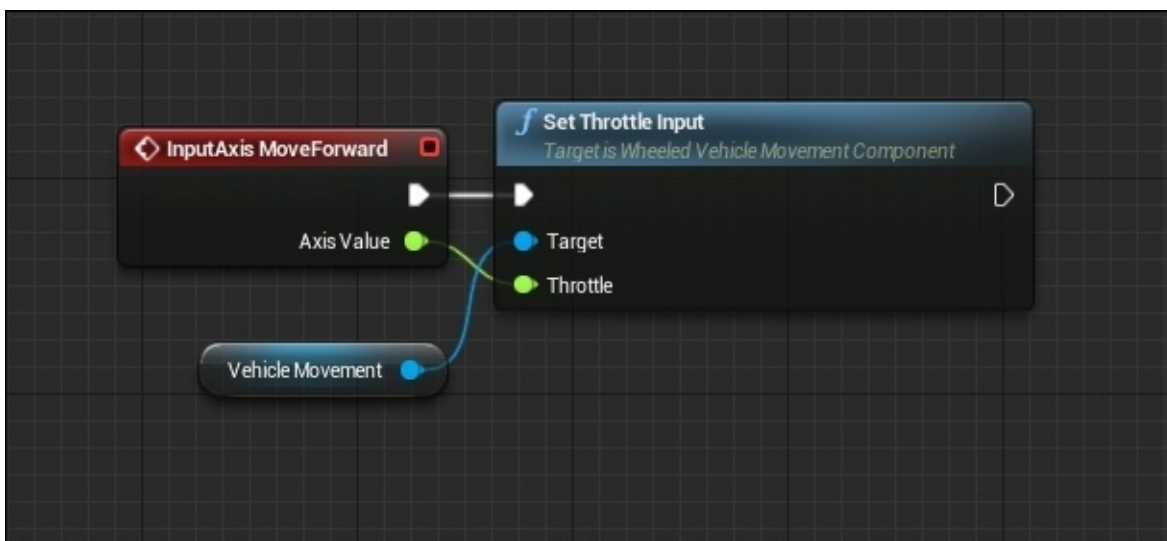 InputAxis MoveForward
Axis Value
Vehicle Movement
f Set Throttle Input
Target is Wheeled Vehicle Movement Component
Target
Throttle